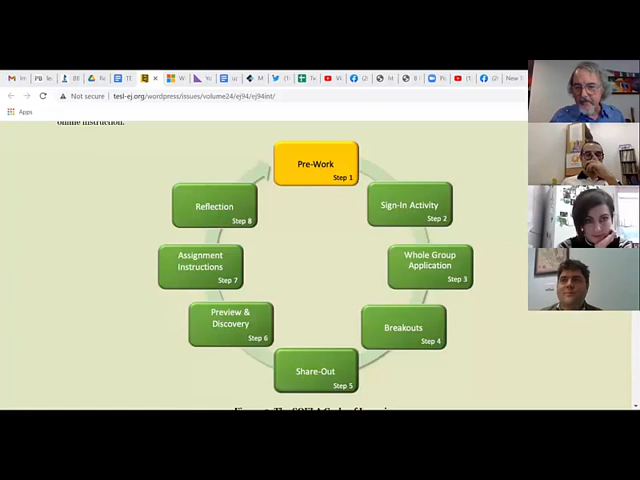 Not secure
tesl-ej.org/wordpress/issues/volume24/ej94/ej94int/
Apps
online instruction.
Pre-Work
Step 1
Sign-In Activity
Step 2
Whole Group
Application
Step 3
Breakouts
Step 4
Share-Out
Step 5
Preview &
Discovery
Step 6
Assignment
Instructions
Step 7
Reflection
Step 8